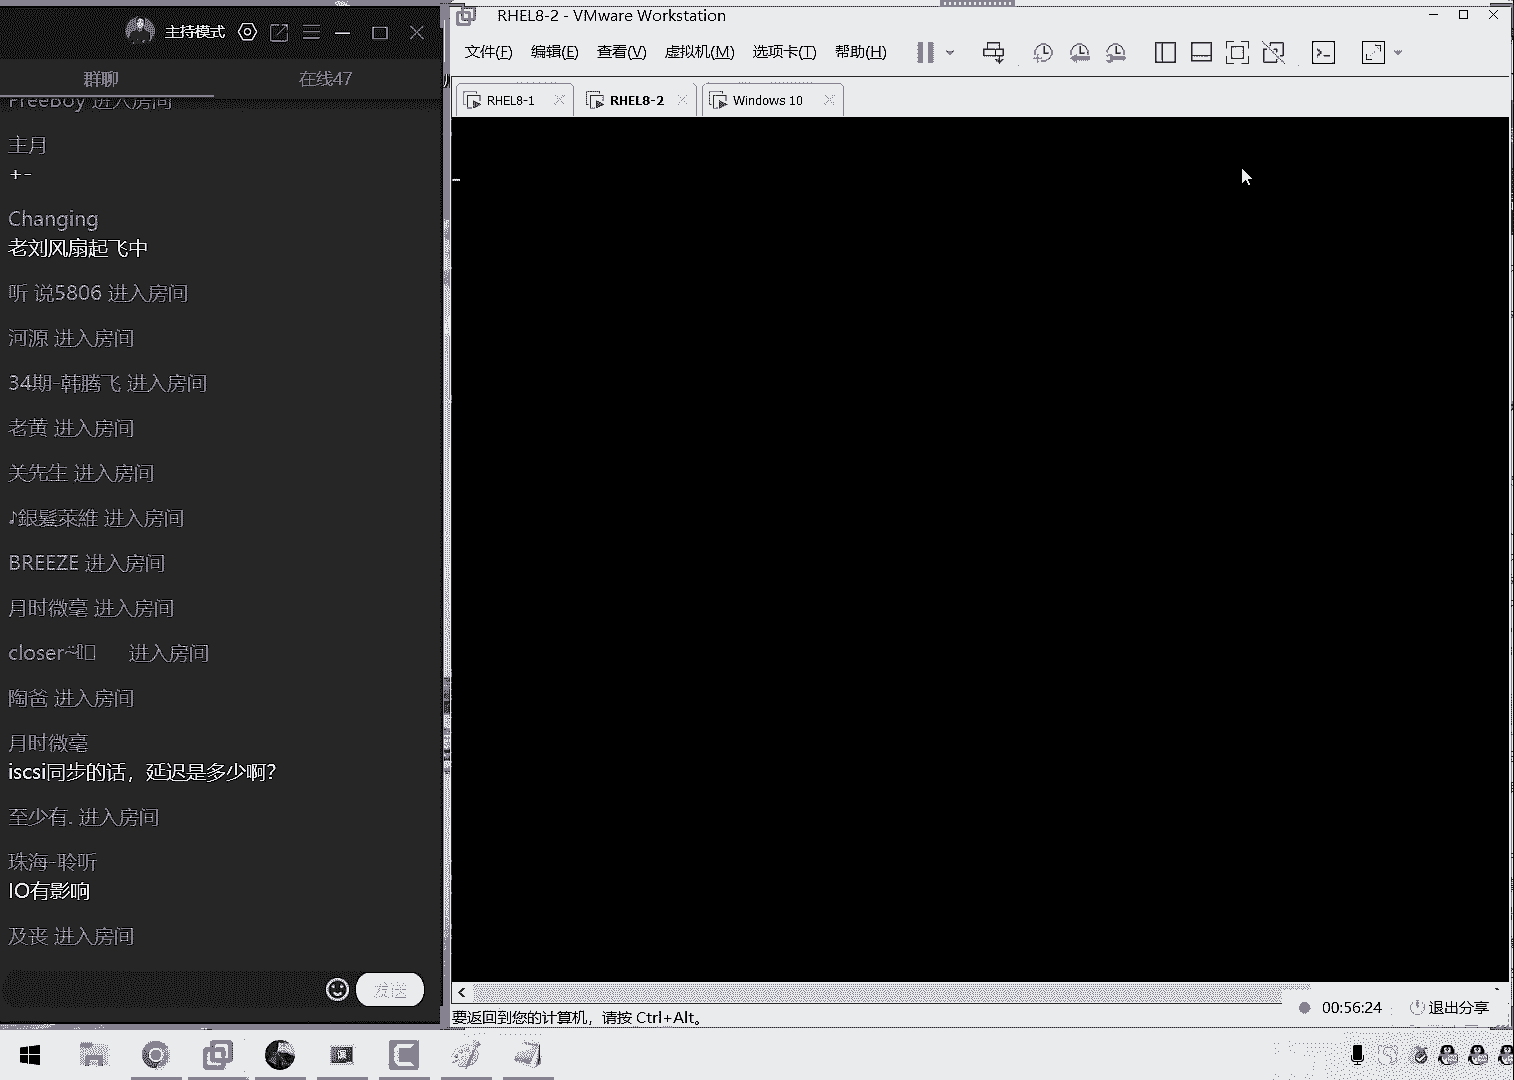 主持模式
群聊
在线47
FreeBoy 进入房间
主月
+-
Changing
老刘风扇起飞中
听 说5806 进入房间
河源 进入房间
34期-韩腾飞 进入房间
老黄 进入房间
关先生 进入房间
♪銀髮萊維 进入房间
BREEZE 进入房间
月时微毫 进入房间
closer 进入房间
陶爸 进入房间
月时微毫
iscsi同步的话，延迟是多少啊？
至少有. 进入房间
珠海-聆听
IO有影响
及丧 进入房间
发送
RHEL8-2 - VMware Workstation
文件(F) 编辑(E) 查看(V) 虚拟机(M) 选项卡(T) 帮助(H)
RHEL8-1
RHEL8-2
Windows 10
00:56:24
退出分享
要返回到您的计算机，请按 Ctrl+Alt。